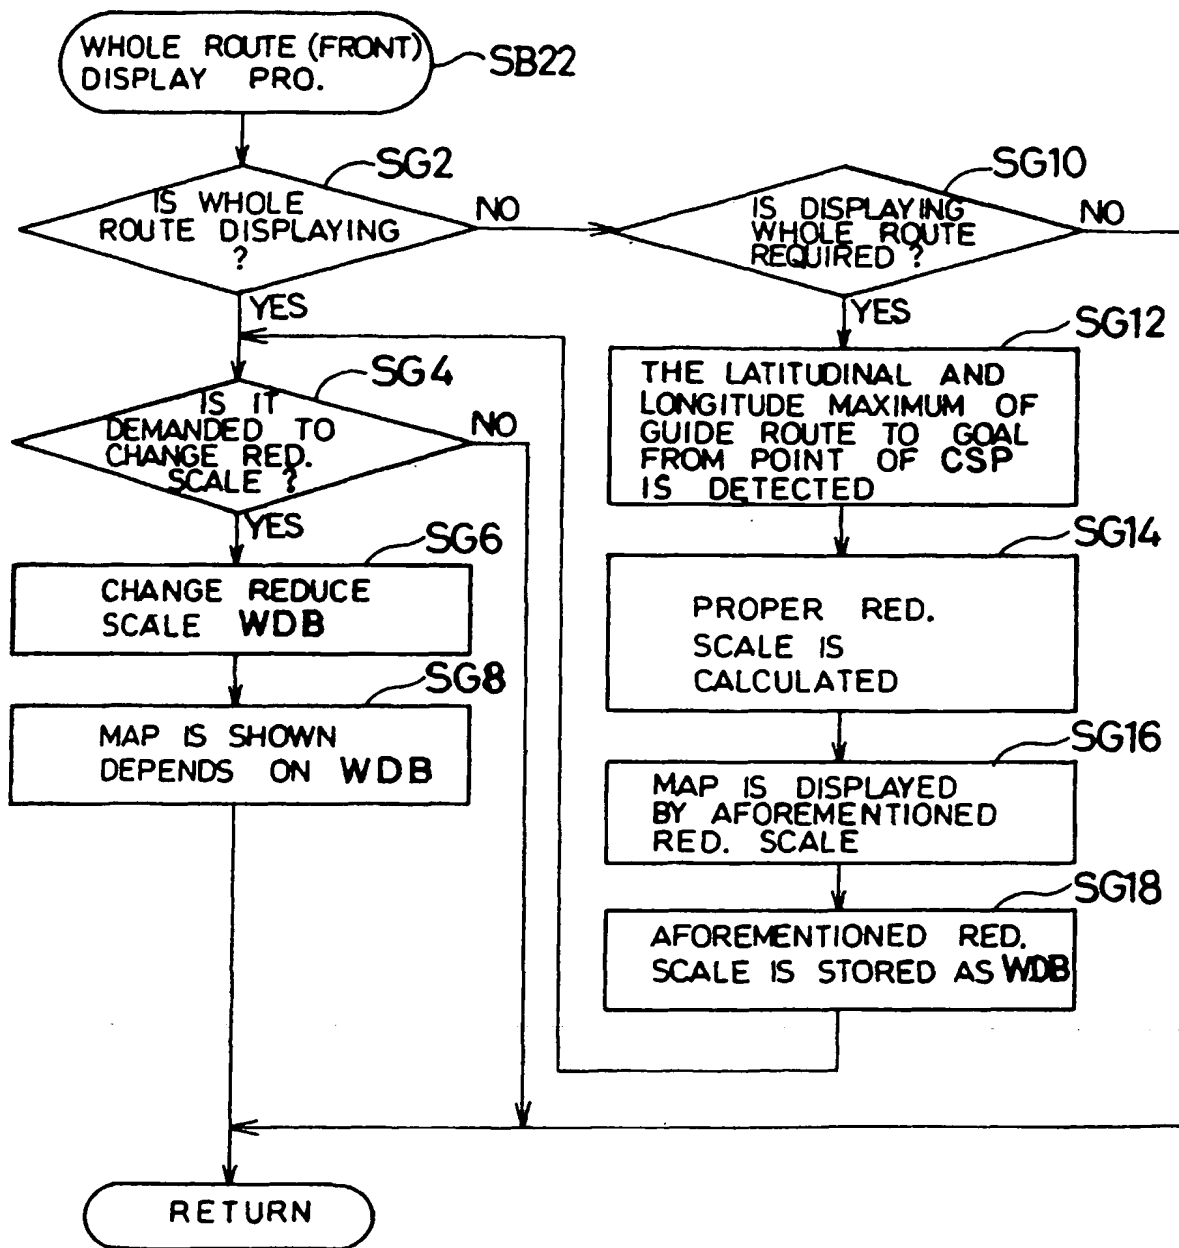 WHOLE ROUTE (FRONT)
DISPLAY PRO.
SB22
SG2
IS WHOLE
ROUTE DISPLAYING
?
NO
YES
SG4
IS IT
DEMANDED TO
CHANGE RED.
SCALE ?
NO
YES
SG6
CHANGE REDUCE
SCALE WDB
SG8
MAP IS SHOWN
DEPENDS ON WDB
SG10
IS DISPLAYING
WHOLE ROUTE
REQUIRED ?
NO
YES
SG12
THE LATITUDINAL AND
LONGITUDE MAXIMUM OF
GUIDE ROUTE TO GOAL
FROM POINT OF CSP
IS DETECTED
SG14
PROPER RED.
SCALE IS
CALCULATED
SG16
MAP IS DISPLAYED
BY AFOREMENTIONED
RED. SCALE
SG18
AFOREMENTIONED RED.
SCALE IS STORED AS WDB
RETURN